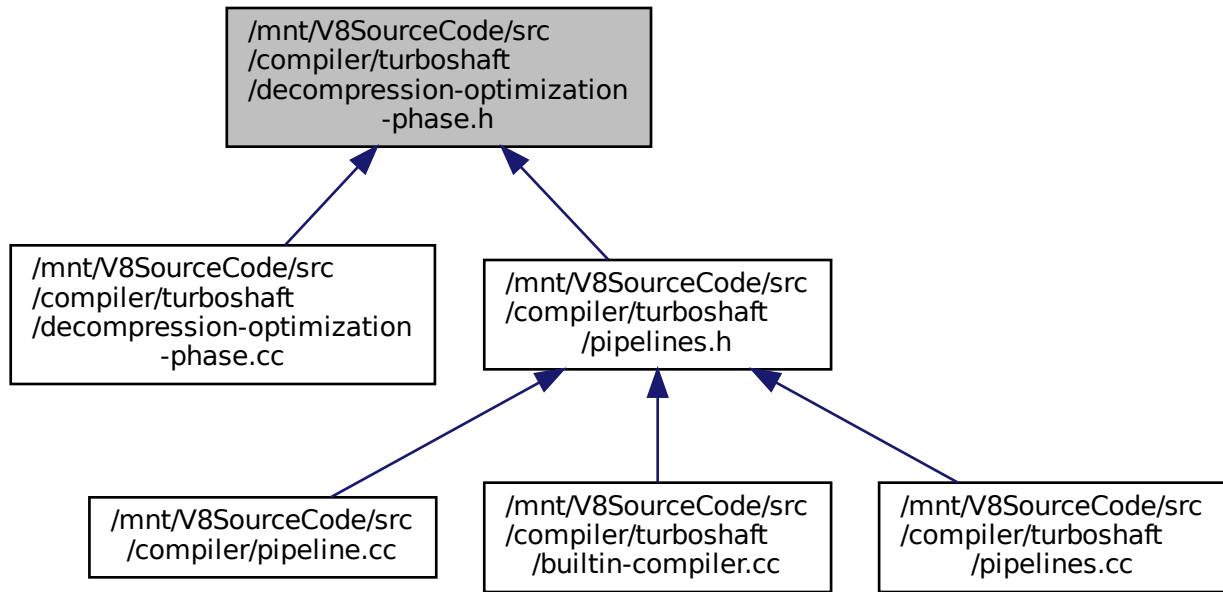 /mnt/V8SourceCode/src
/compiler/turboshaft
/decompression-optimization
-phase.h
/mnt/V8SourceCode/src
/compiler/turboshaft
/decompression-optimization
-phase.cc
/mnt/V8SourceCode/src
/compiler/turboshaft
/pipelines.h
/mnt/V8SourceCode/src
/compiler/pipeline.cc
/mnt/V8SourceCode/src
/compiler/turboshaft
/builtin-compiler.cc
/mnt/V8SourceCode/src
/compiler/turboshaft
/pipelines.cc